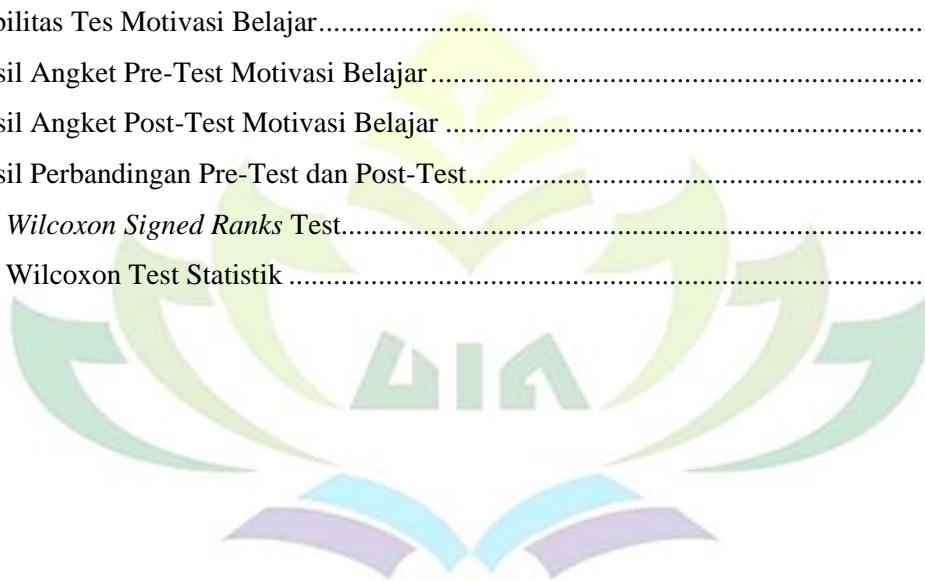 bilitas Tes Motivasi Belajar.......................................................................................................
sil Angket Pre-Test Motivasi Belajar.......................................................................................
sil Angket Post-Test Motivasi Belajar .....................................................................................
sil Perbandingan Pre-Test dan Post-Test.................................................................................
Wilcoxon Signed Ranks Test....................................................................................................
Wilcoxon Test Statistik .............................................................................................................
UIN